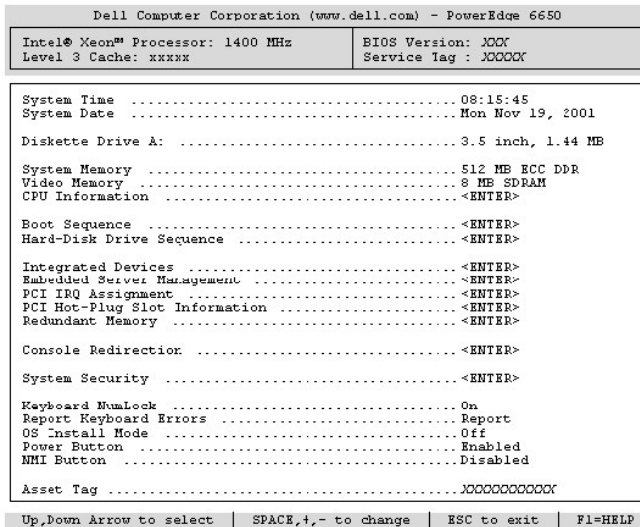 Dell Computer Corporation (www.dell.com) - PowerEdge 6650
Intel® Xeon™ Processor: 1400 MHz
Level 3 Cache: xxxxx
BIOS Version: XXX
Service Tag : XXXXX
System Time ........................................ 08:15:45
System Date ........................................ Mon Nov 19, 2001
Diskette Drive A: .................................. 3.5 inch, 1.44 MB
System Memory ...................................... 512 MB ECC DDR
Video Memory ....................................... 8 MB SDRAM
CPU Information .................................... <ENTER>
Boot Sequence ...................................... <ENTER>
Hard-Disk Drive Sequence ........................... <ENTER>
Integrated Devices ................................. <ENTER>
Embedded Server Management ......................... <ENTER>
PCI IRQ Assignment ................................. <ENTER>
PCI Hot-Plug Slot Information ...................... <ENTER>
Redundant Memory ................................... <ENTER>
Console Redirection ................................ <ENTER>
System Security .................................... <ENTER>
Keyboard NumLock ................................... On
Report Keyboard Errors ............................. Report
OS Install Mode .................................... Off
Power Button ....................................... Enabled
NMI Button ......................................... Disabled
Asset Tag .......................................... XXXXXXXXXX
Up,Down Arrow to select | SPACE,+,- to change | ESC to exit | F1=HELP